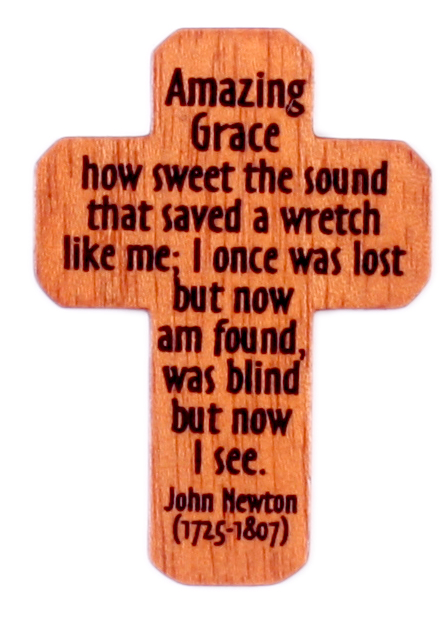 Amazing
Grace
how sweet the sound
that saved a wretch
like me; I once was lost
but now
am found,
was blind
but now
I see.
John Newton
(1725-1807)